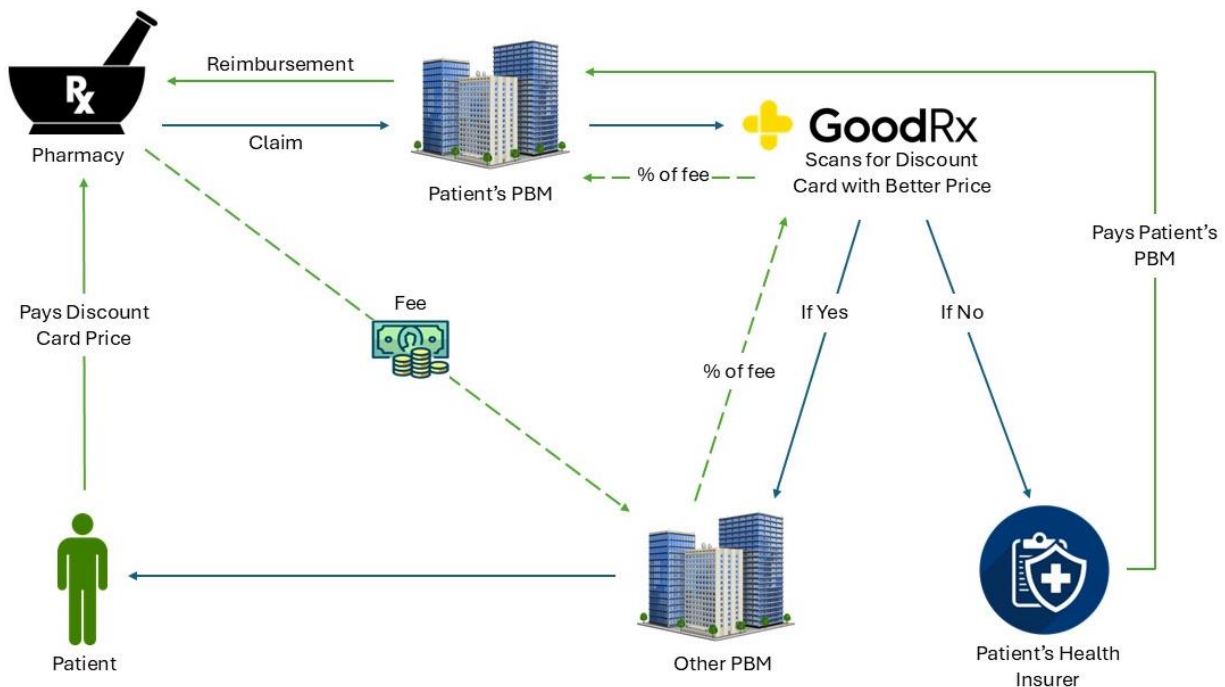 Reimbursement
Rx
Claim
Pharmacy
Patient's PBM
GoodRx
Scans for Discount
Card with Better Price
% of fee
Pays Patient's
PBM
Pays Discount
Card Price
Fee
If Yes
If No
% of fee
Patient
Other PBM
Patient's Health
Insurer